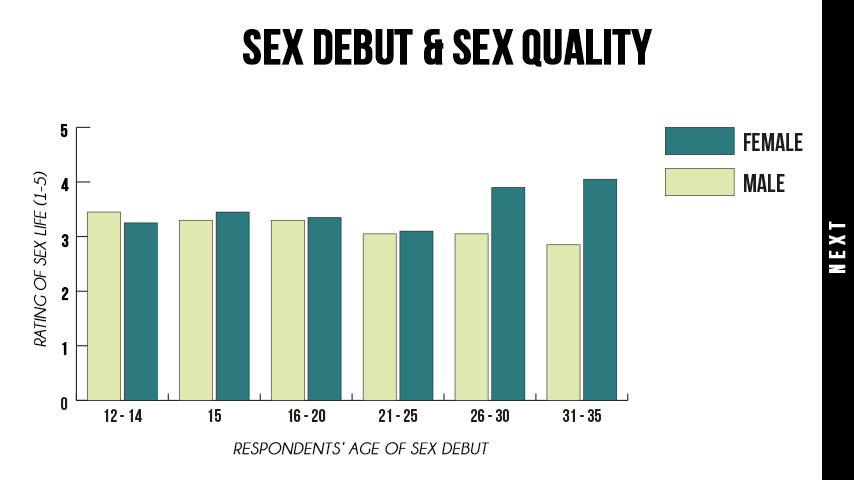 SEX DEBUT & SEX QUALITY
5
4
3
2
1
0
RATING OF SEX LIFE (1-5)
12 - 14
15
16 - 20
21 - 25
26 - 30
31 - 35
RESPONDENTS' AGE OF SEX DEBUT
FEMALE
MALE
NEXT